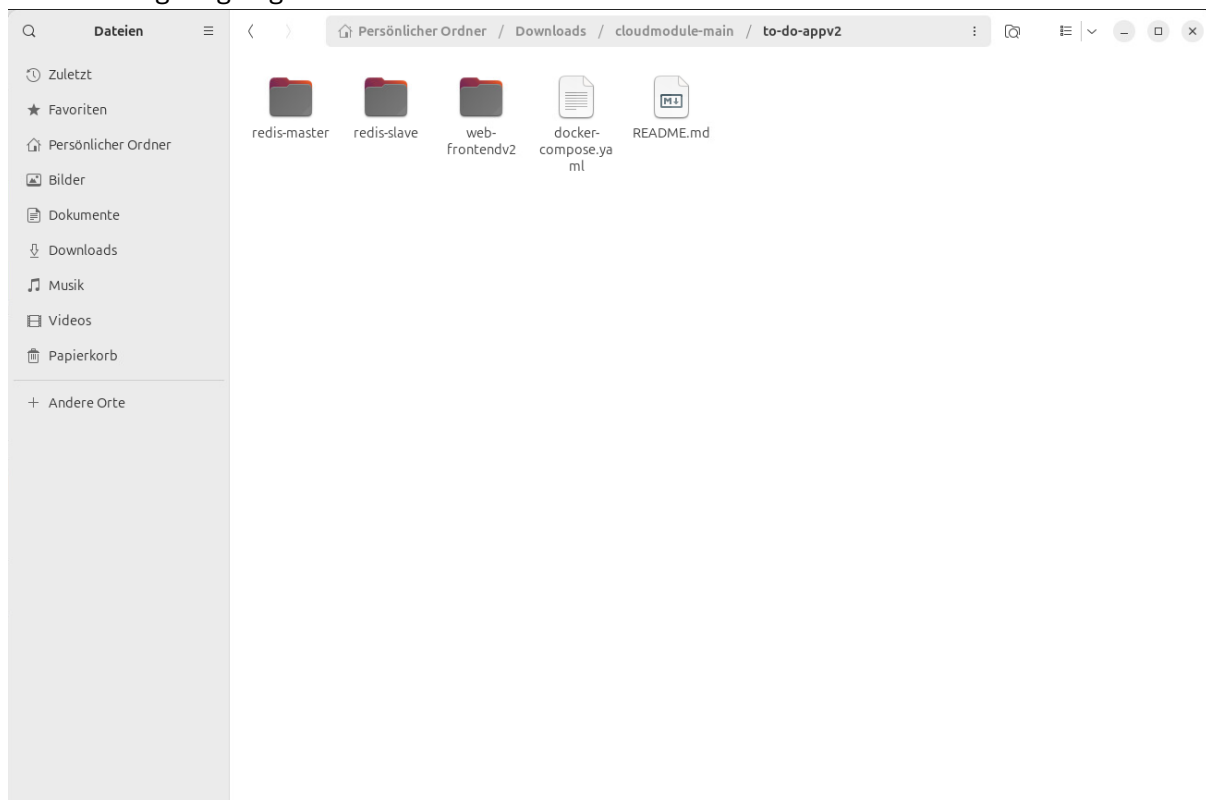 Dateien
Persönlicher Ordner / Downloads / cloudmodule-main / to-do-appv2
Zuletzt
Favoriten
Persönlicher Ordner
Bilder
Dokumente
Downloads
Musik
Videos
Papierkorb
Andere Orte
redis-master
redis-slave
web-
frontendv2
docker-
compose.ya
ml
M↓
README.md